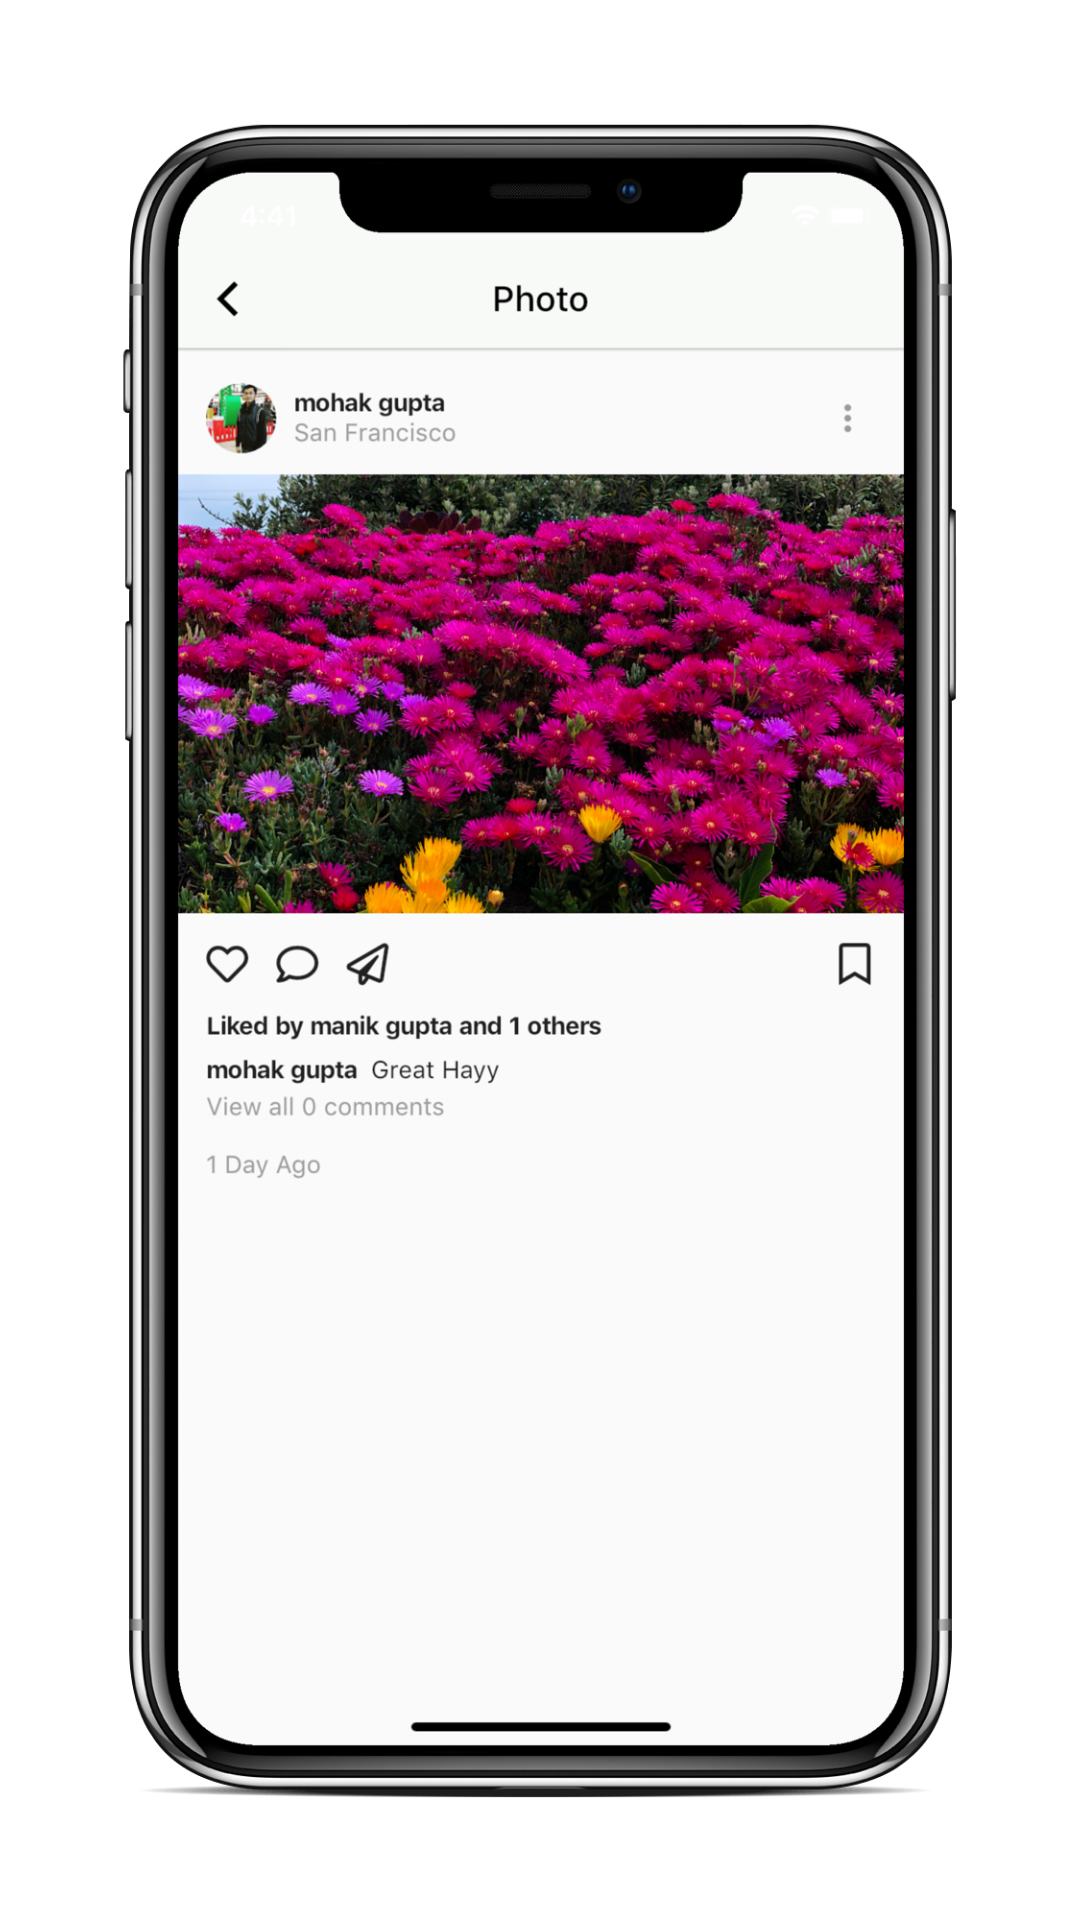 4:41
Photo
mohak gupta
San Francisco
Liked by manik gupta and 1 others
mohak gupta Great Hayy
View all 0 comments
1 Day Ago